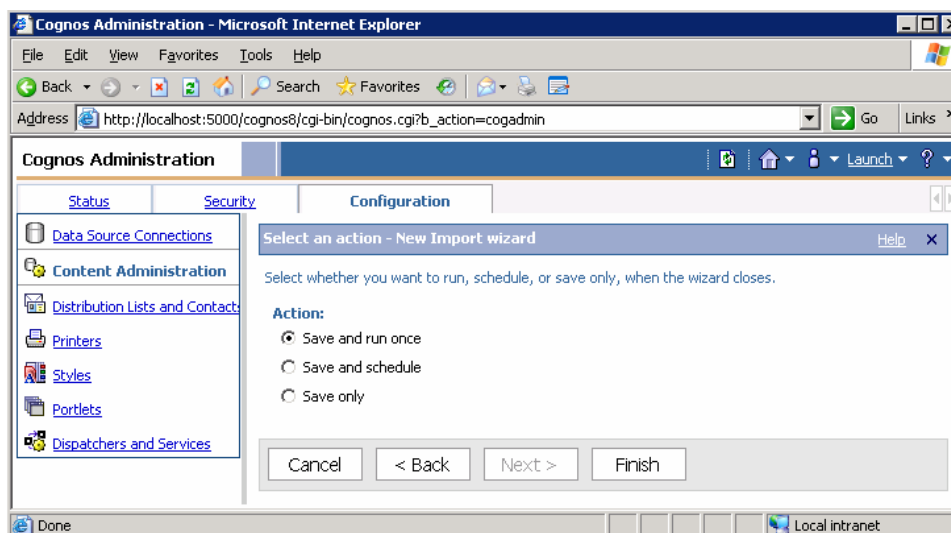 Cognos Administration - Microsoft Internet Explorer
File Edit View Favorites Tools Help
Back Search Favorites
Address http://localhost:5000/cognos8/cgi-bin/cognos.cgi?b_action=cogadmin Go Links
Cognos Administration Launch ?
Status Security Configuration
Data Source Connections
Select an action - New Import wizard Help
Content Administration
Select whether you want to run, schedule, or save only, when the wizard closes.
Distribution Lists and Contacts
Action:
Printers
Save and run once
Styles
Save and schedule
Portlets
Save only
Dispatchers and Services
Cancel < Back Next > Finish
Done Local intranet